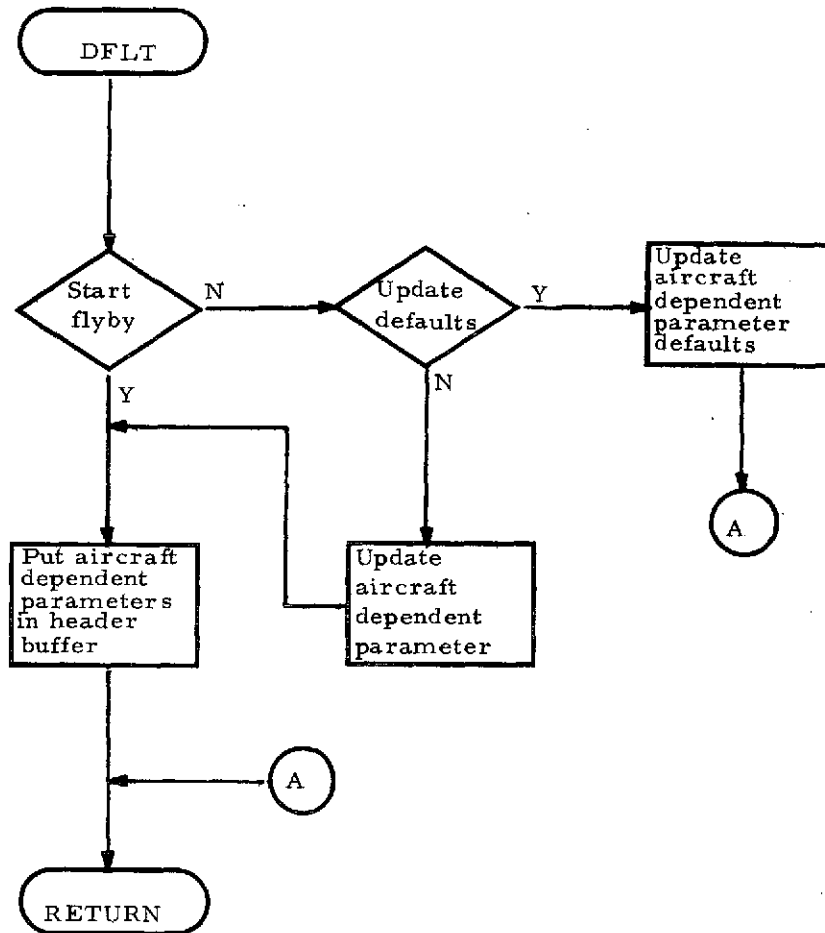 DFLT
Start
flyby
N
Update
defaults
Y
Update
aircraft
dependent
parameter
defaults
Y
N
A
Put aircraft
dependent
parameters
in header
buffer
Update
aircraft
dependent
parameter
A
RETURN